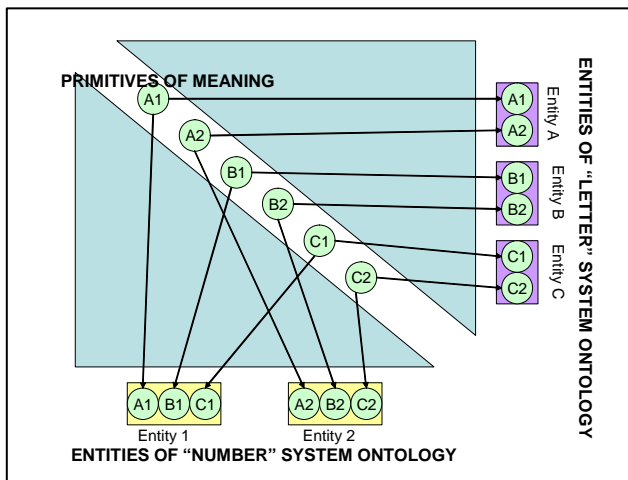 PRIMITIVES OF MEANING
A1
A2
B1
B2
C1
C2
A1
A2
Entity A
B1
B2
Entity B
C1
C2
Entity C
ENTITIES OF “LETTER” SYSTEM ONTOLOGY
A1 B1 C1
Entity 1
A2 B2 C2
Entity 2
ENTITIES OF “NUMBER” SYSTEM ONTOLOGY